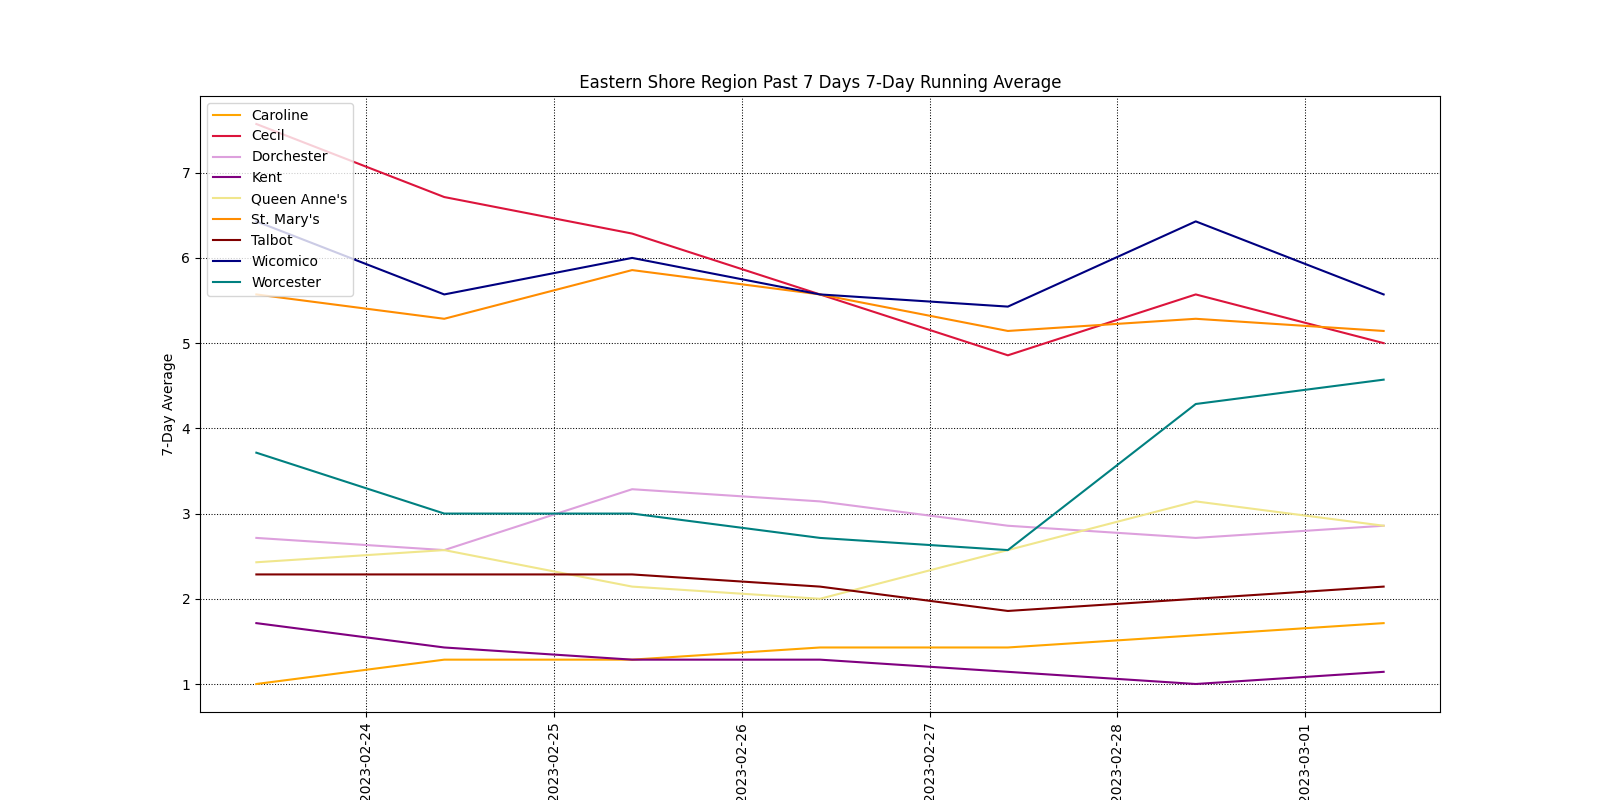 Eastern Shore Region Past 7 Days 7-Day Running Average
Caroline
Cecil
Dorchester
Kent
Queen Anne's
St. Mary's
Talbot
Wicomico
Worcester
7-Day Average
7
6
5
4
3
2
1
2023-02-24
2023-02-25
2023-02-26
2023-02-27
2023-02-28
2023-03-01